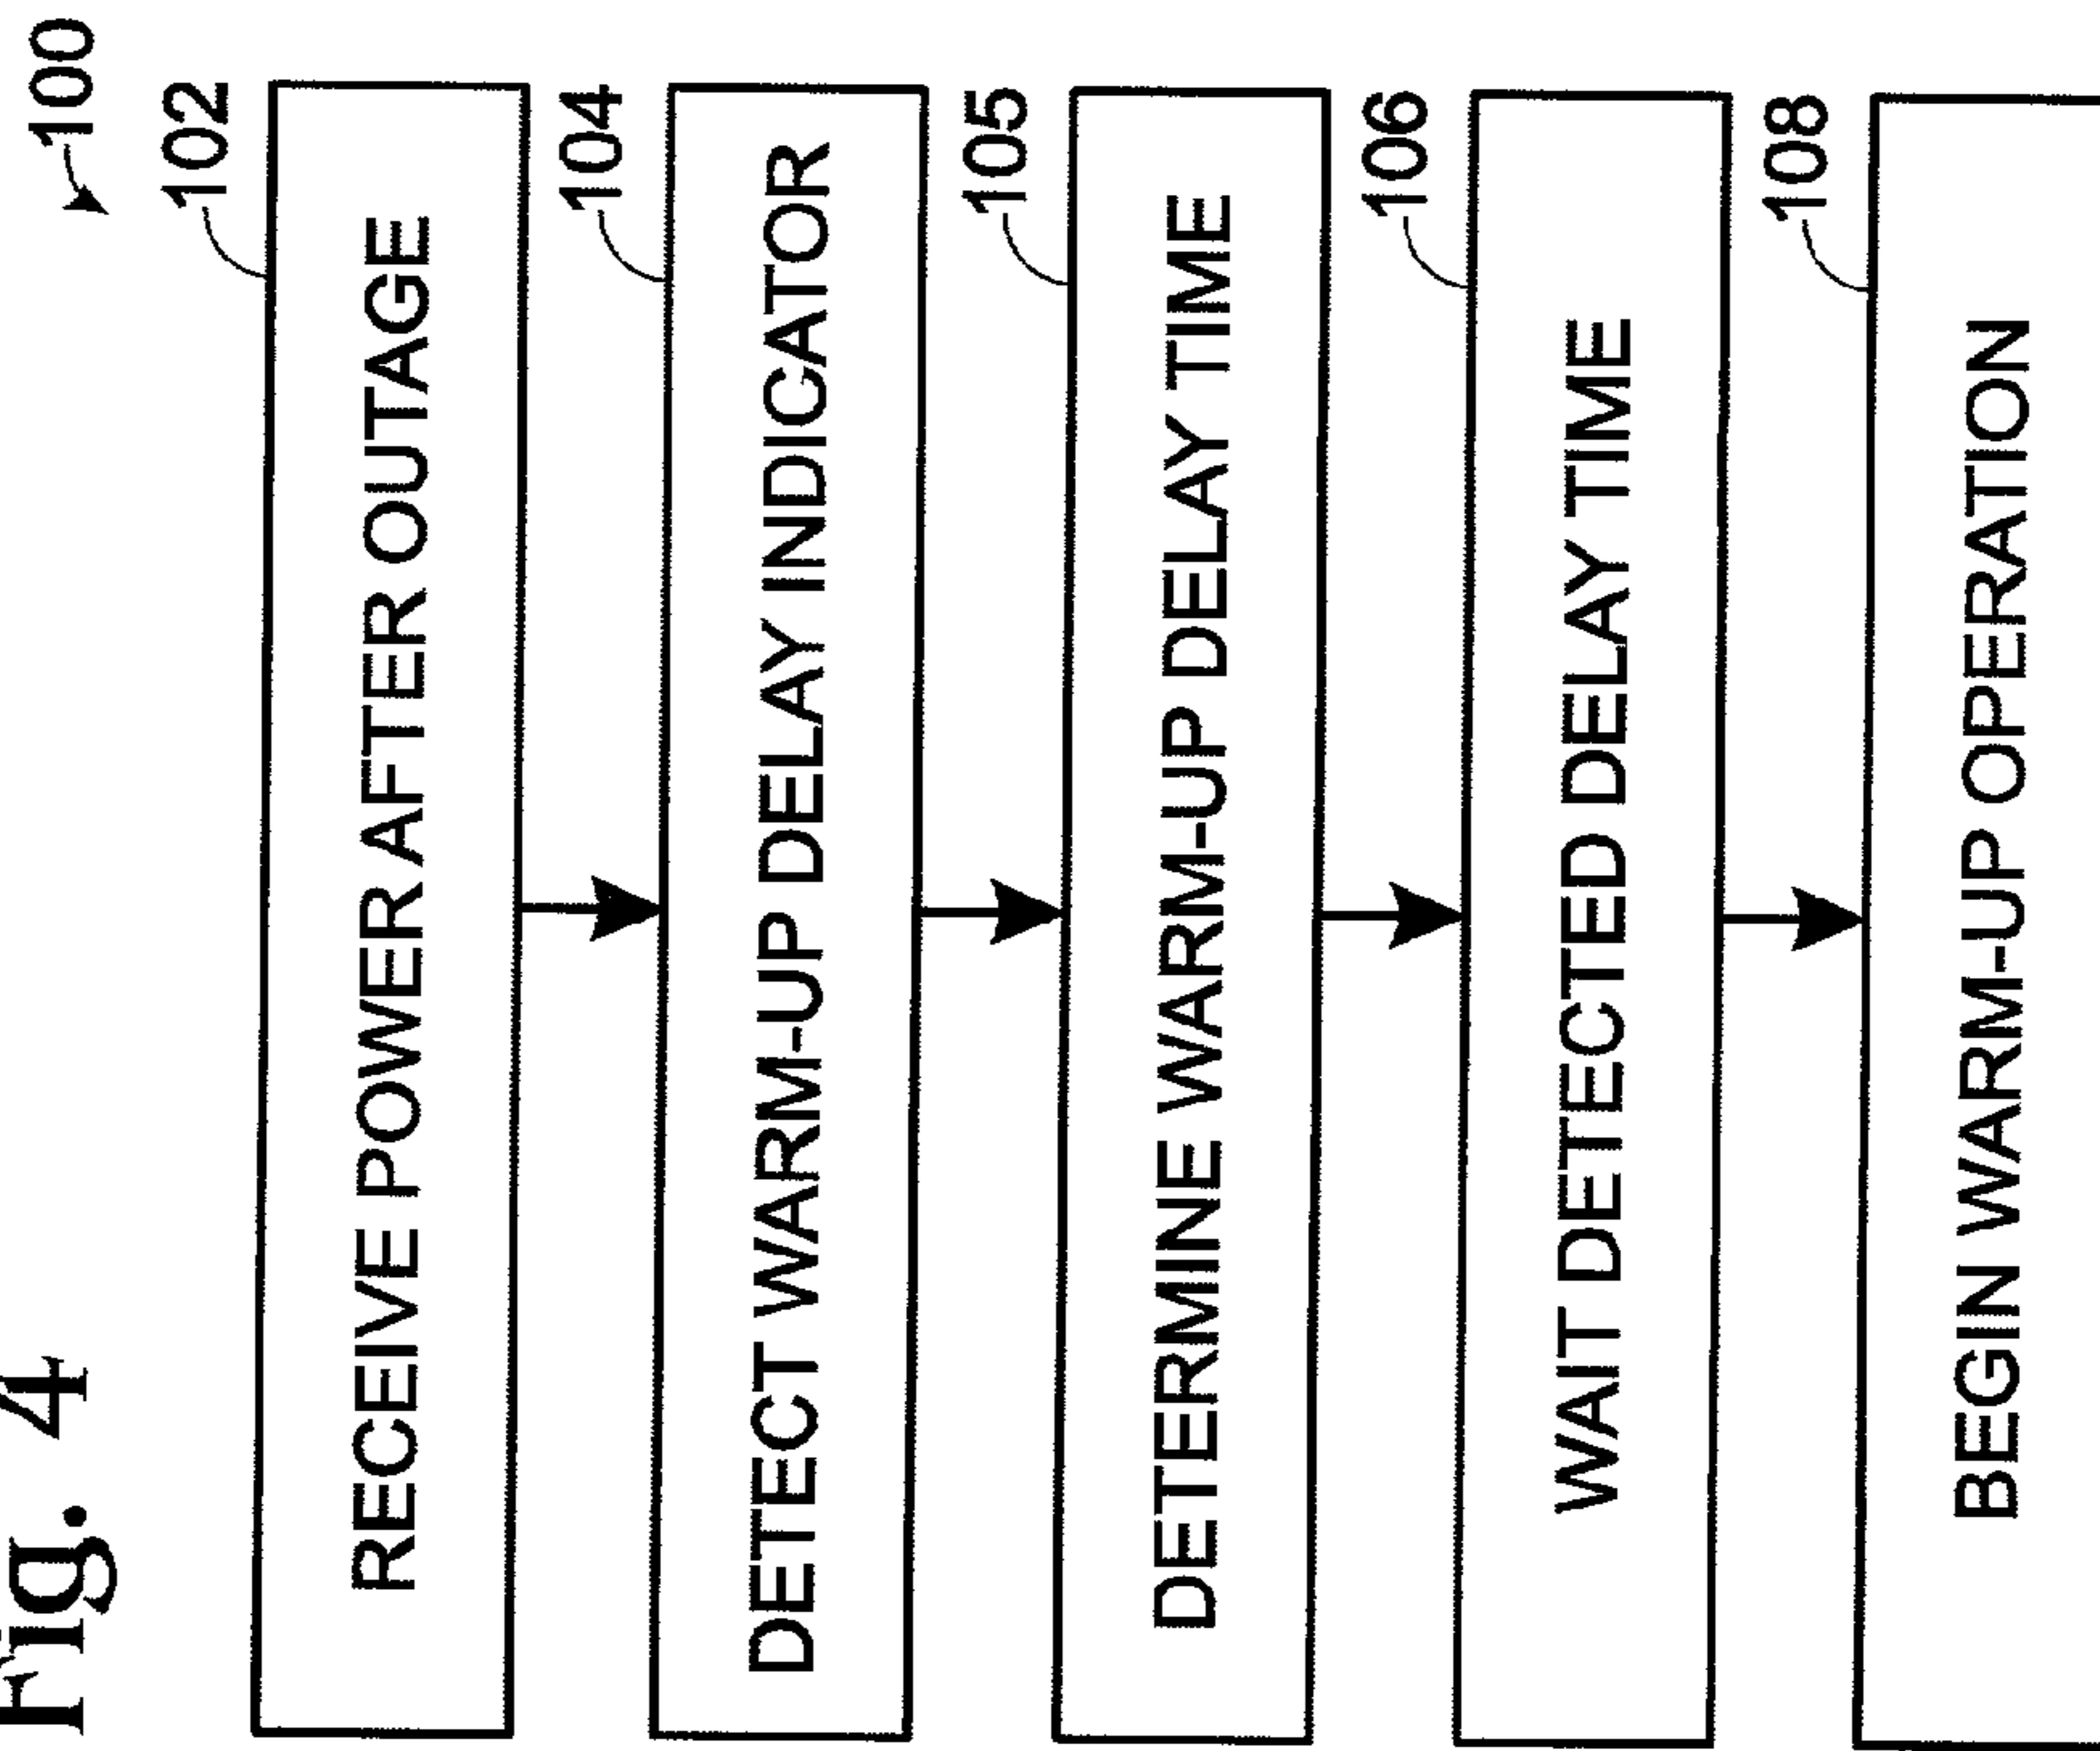 Fig. 4
100
102
RECEIVE POWER AFTER OUTAGE
104
DETECT WARM-UP DELAY INDICATOR
105
DETERMINE WARM-UP DELAY TIME
106
WAIT DETECTED DELAY TIME
108
BEGIN WARM-UP OPERATION